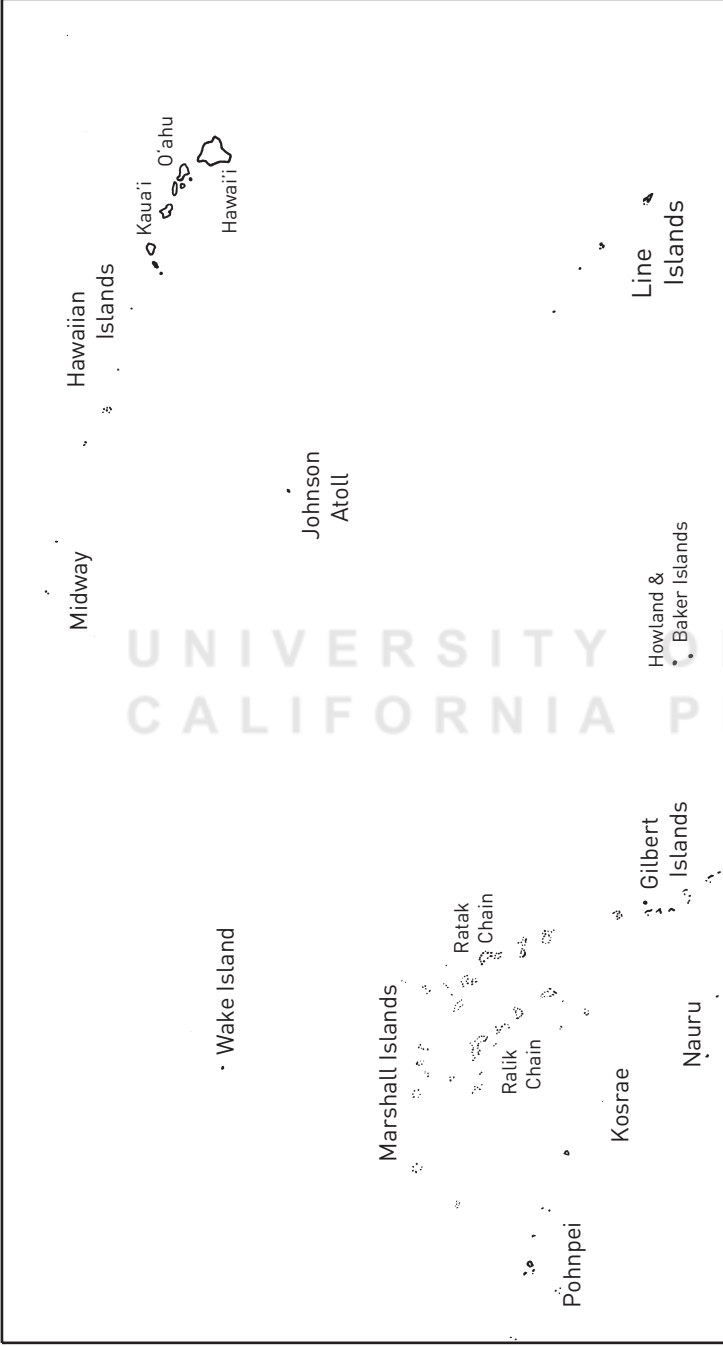 Midway
Hawaiian
Islands
Kaua'i
O'ahu
Hawai'i
Wake Island
Johnson
Atoll
Marshall Islands
Ratak
Chain
Ralik
Chain
Pohnpei
Kosrae
Nauru
Gilbert
Islands
Howland &
Baker Islands
Line
Islands
UNIVERSITY
CALIFORNIA